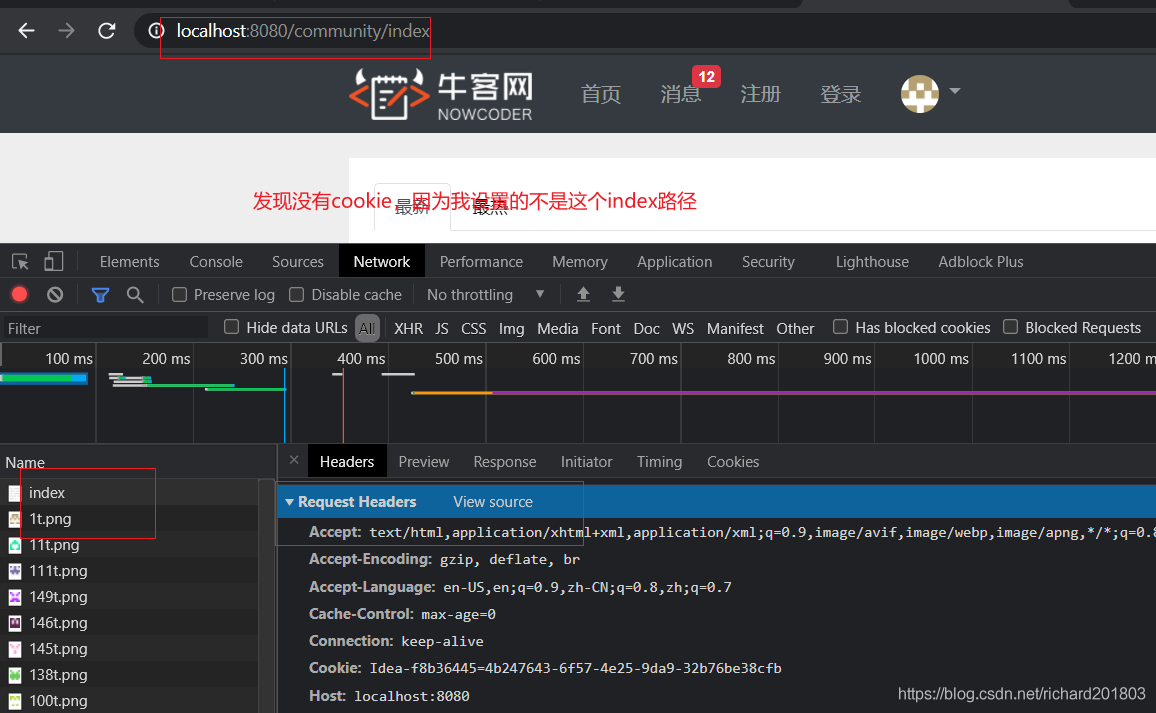 localhost:8080/community/index
牛客网
NOWCODER
首页 消息 12 注册 登录
发现没有cookie，因为我设置的不是这个index路径
最新 最热
Elements Console Sources Network Performance Memory Application Security Lighthouse Adblock Plus
Preserve log Disable cache No throttling ▼
Filter Hide data URLs All XHR JS CSS Img Media Font Doc WS Manifest Other Has blocked cookies Blocked Requests
100 ms 200 ms 300 ms 400 ms 500 ms 600 ms 700 ms 800 ms 900 ms 1000 ms 1100 ms 1200 m
Name × Headers Preview Response Initiator Timing Cookies
index
1t.png
11t.png
111t.png
149t.png
146t.png
145t.png
138t.png
100t.png
▼ Request Headers View source
Accept: text/html,application/xhtml+xml,application/xml;q=0.9,image/avif,image/webp,image/apng,*/*;q=0.8
Accept-Encoding: gzip, deflate, br
Accept-Language: en-US,en;q=0.9,zh-CN;q=0.8,zh;q=0.7
Cache-Control: max-age=0
Connection: keep-alive
Cookie: Idea-f8b36445=4b247643-6f57-4e25-9da9-32b76be38cfb
Host: localhost:8080
https://blog.csdn.net/richard201803